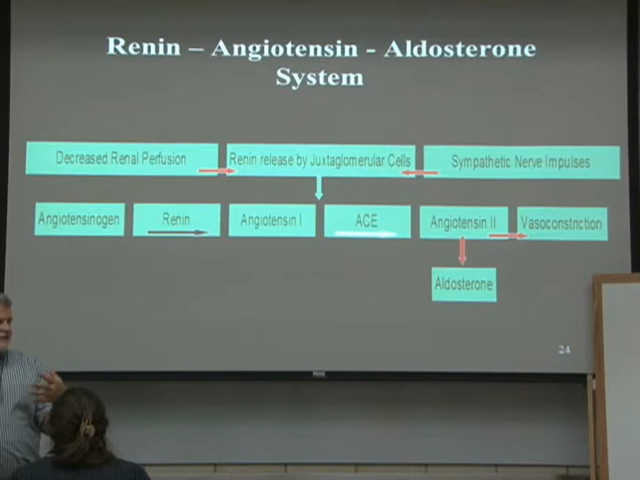 Renin – Angiotensin - Aldosterone
System
Decreased Renal Perfusion
Renin release by Juxtaglomerular Cells
Sympathetic Nerve Impulses
Angiotensinogen
Renin
Angiotensin I
ACE
Angiotensin II
Vasoconstriction
Aldosterone
24